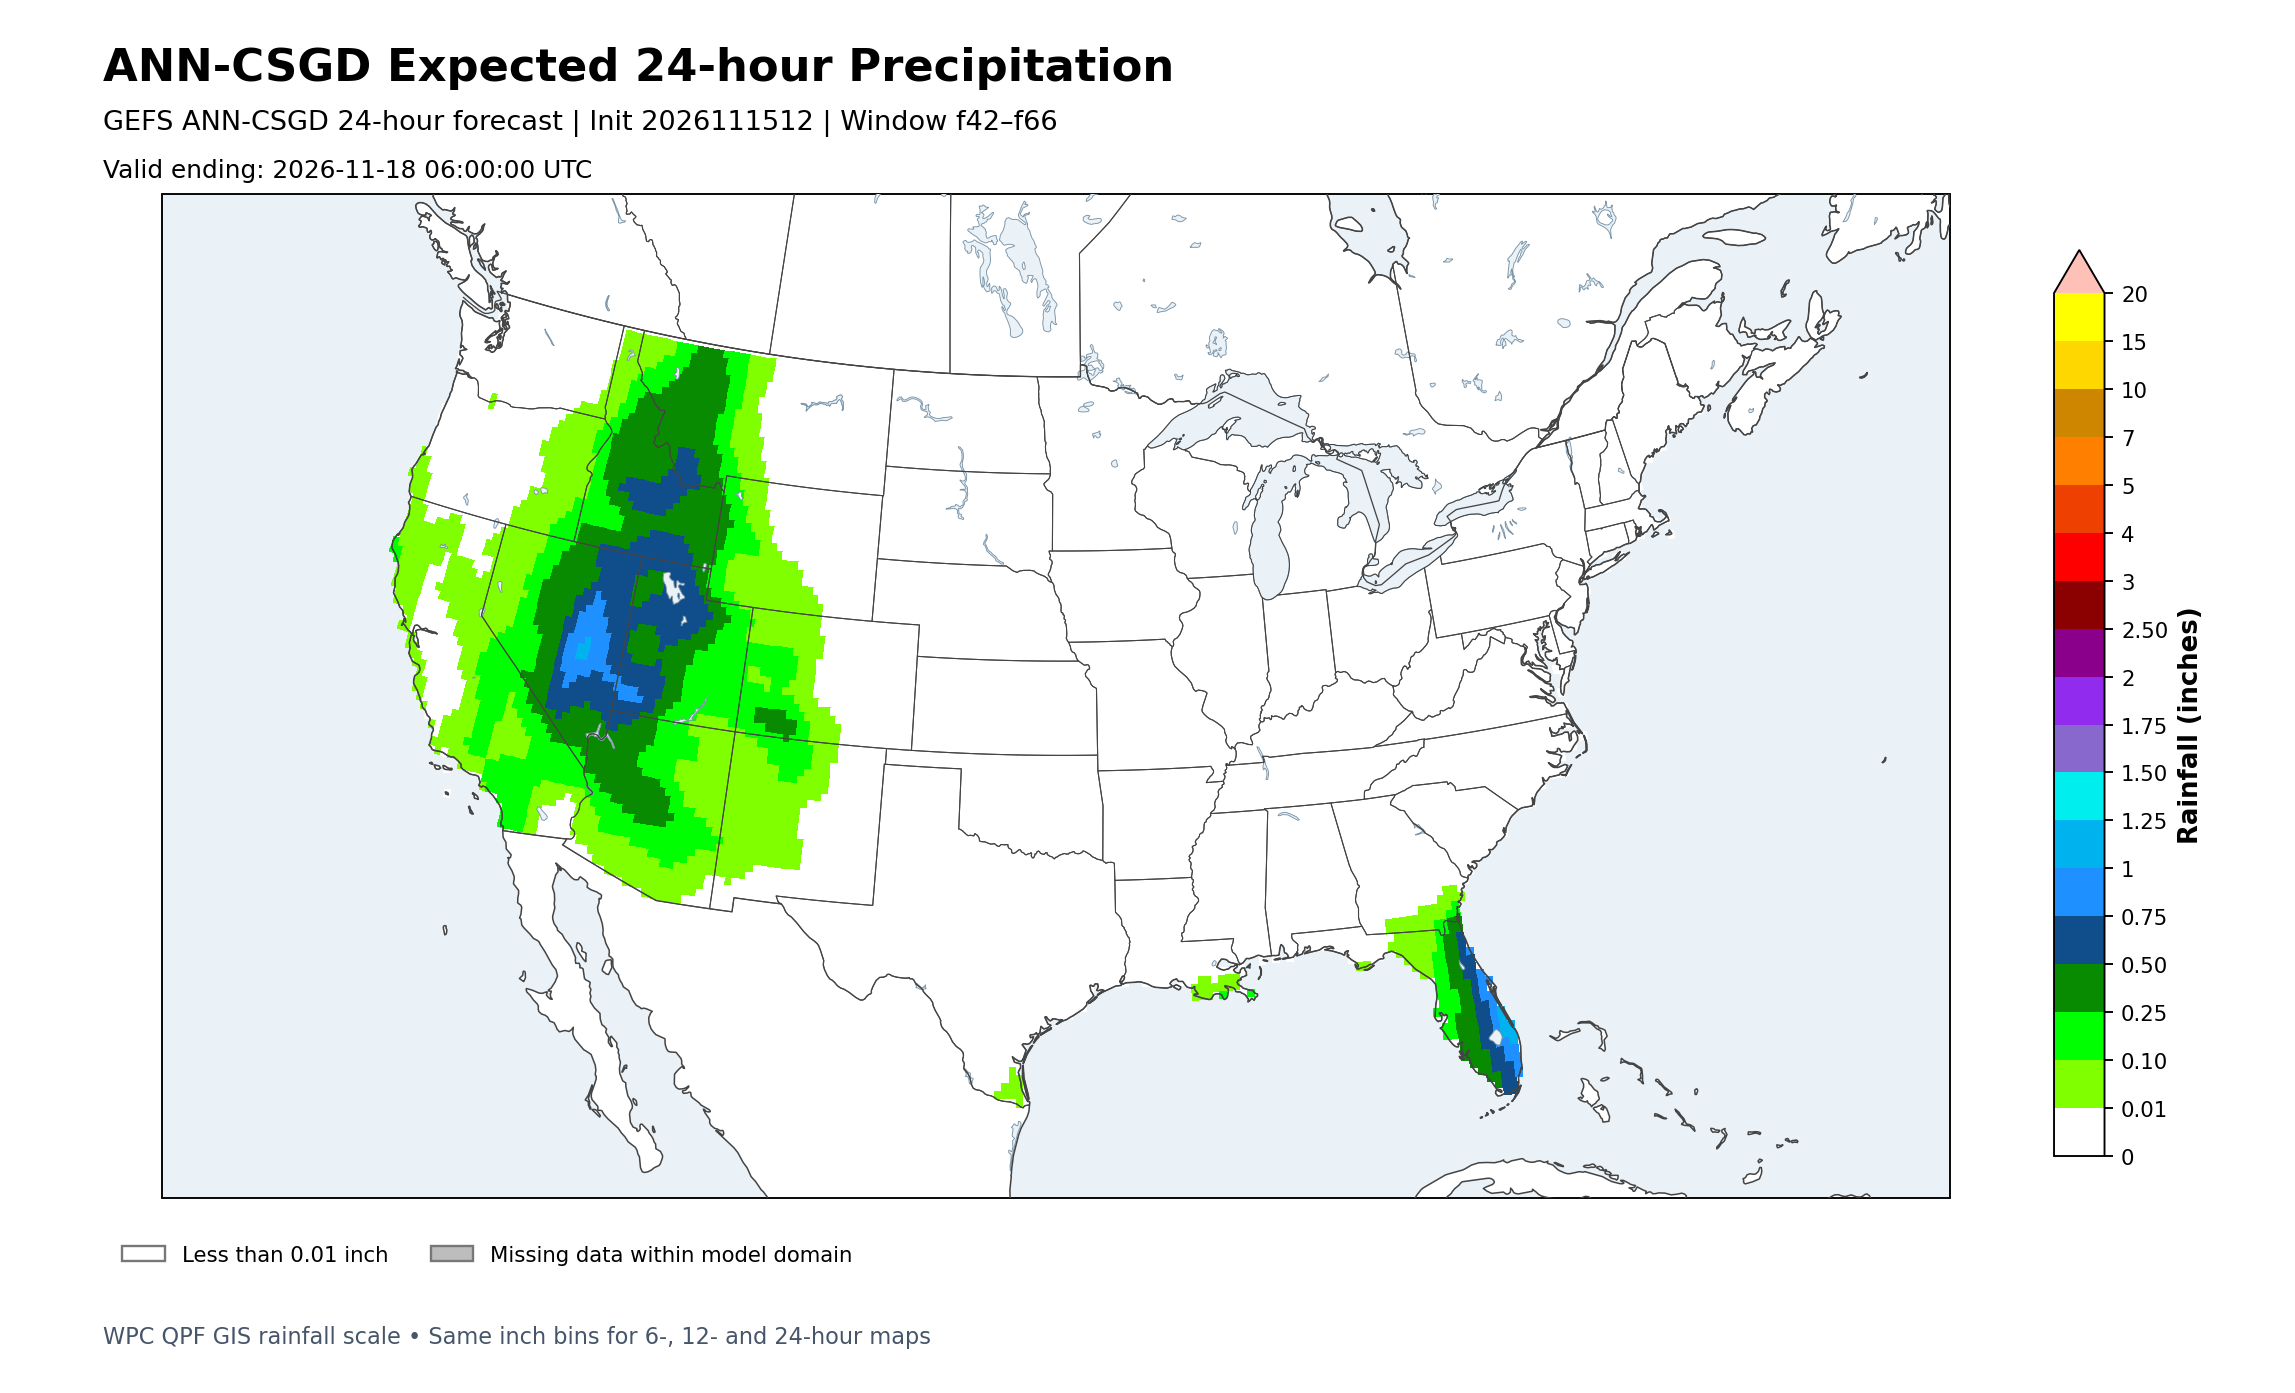 ANN-CSGD Expected 24-hour Precipitation
GEFS ANN-CSGD 24-hour forecast | Init 2026111512 | Window f42–f66
Valid ending: 2026-11-18 06:00:00 UTC
20
15
10
7
5
4
3
2.50
2
1.75
1.50
1.25
1
0.75
0.50
0.25
0.10
0.01
0
Rainfall (inches)
Less than 0.01 inch
Missing data within model domain
WPC QPF GIS rainfall scale • Same inch bins for 6-, 12- and 24-hour maps